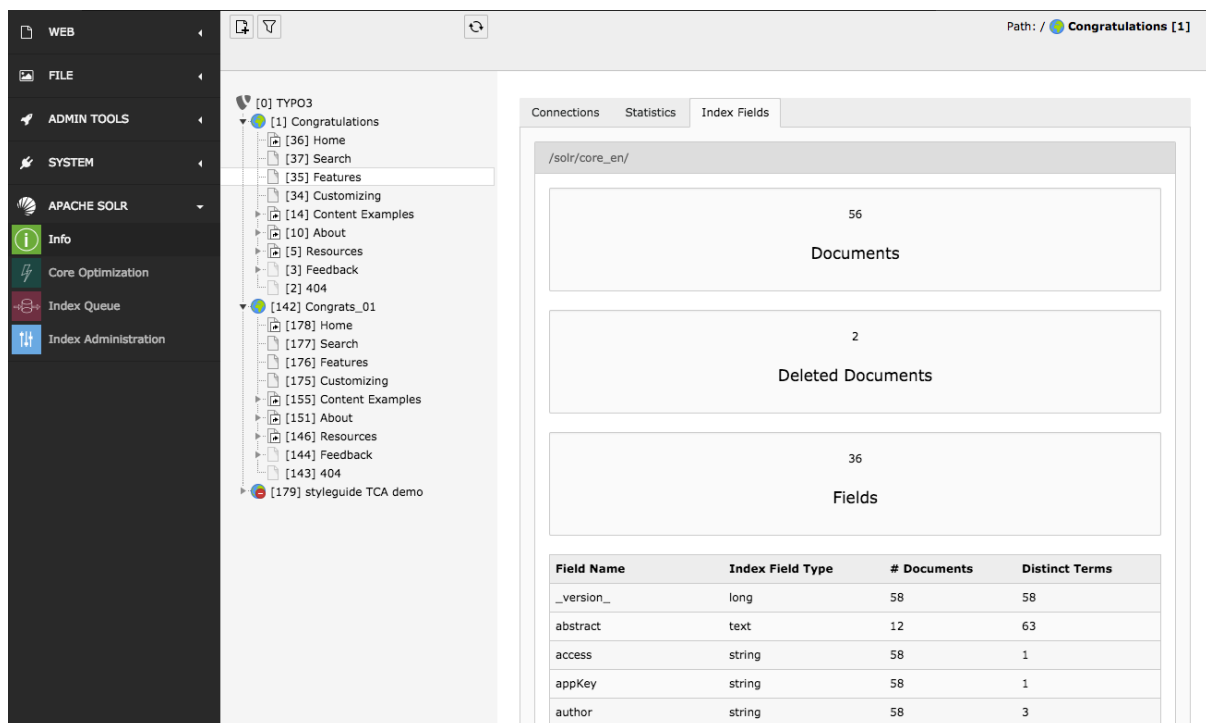 WEB
FILE
ADMIN TOOLS
SYSTEM
APACHE SOLR
Info
Core Optimization
Index Queue
Index Administration
[0] TYPO3
[1] Congratulations
[36] Home
[37] Search
[35] Features
[34] Customizing
[14] Content Examples
[10] About
[5] Resources
[3] Feedback
[2] 404
[142] Congrats_01
[178] Home
[177] Search
[176] Features
[175] Customizing
[155] Content Examples
[151] About
[146] Resources
[144] Feedback
[143] 404
[179] styleguide TCA demo
Path: / Congratulations [1]
Connections Statistics Index Fields
/solr/core_en/
56
Documents
2
Deleted Documents
36
Fields
Field Name Index Field Type # Documents Distinct Terms
_version_ long 58 58
abstract text 12 63
access string 58 1
appKey string 58 1
author string 58 3